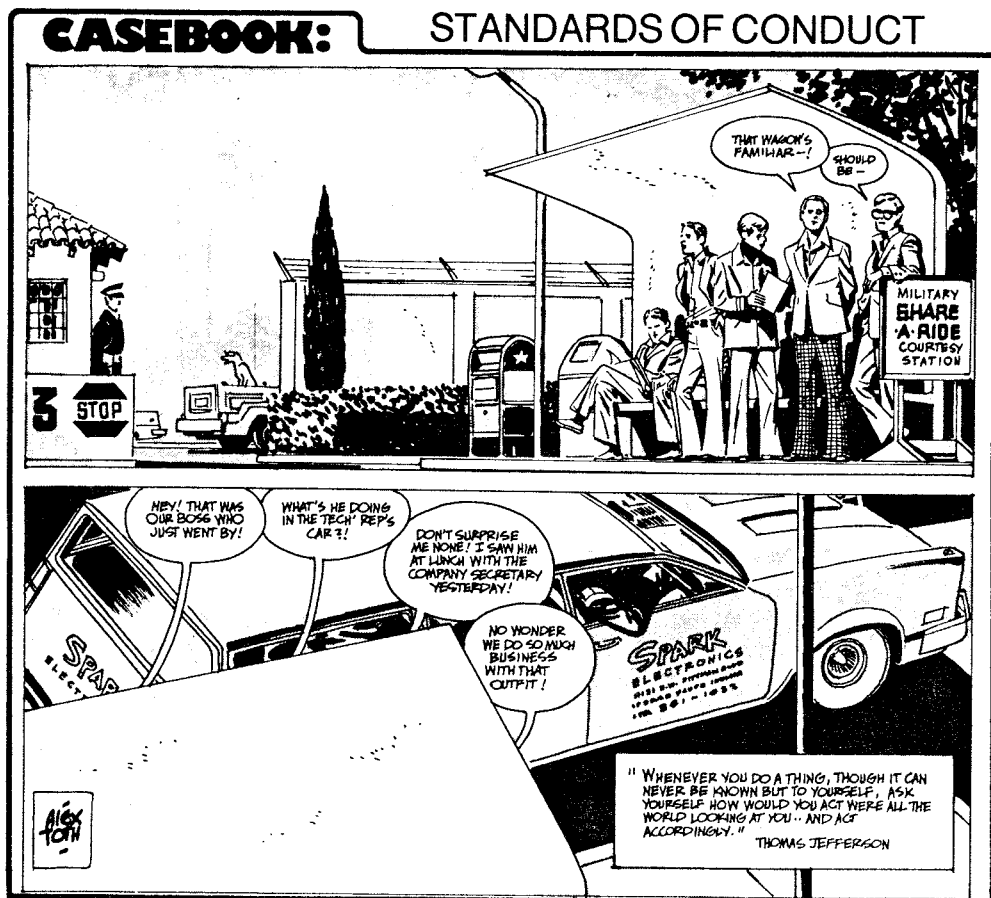 CASEBOOK:
STANDARDS OF CONDUCT
THAT WAGON'S
FAMILIAR—!
SHOULD
BE—
MILITARY
SHARE
·A·RIDE
COURTESY
STATION
3
STOP
HEY! THAT WAS
OUR BOSS WHO
JUST WENT BY!
WHAT'S HE DOING
IN THE TECH' REP'S
CAR?!
DON'T SURPRISE
ME NONE! I SAW HIM
AT LUNCH WITH THE
COMPANY SECRETARY
YESTERDAY!
NO WONDER
WE DO SO MUCH
BUSINESS
WITH THAT
OUTFIT!
SPARK
ELECTRONICS
SPAR
ELECT
" WHENEVER YOU DO A THING, THOUGH IT CAN
NEVER BE KNOWN BUT TO YOURSELF, ASK
YOURSELF HOW WOULD YOU ACT WERE ALL THE
WORLD LOOKING AT YOU·· AND ACT
ACCORDINGLY. "
THOMAS JEFFERSON
ALEX
TOTH